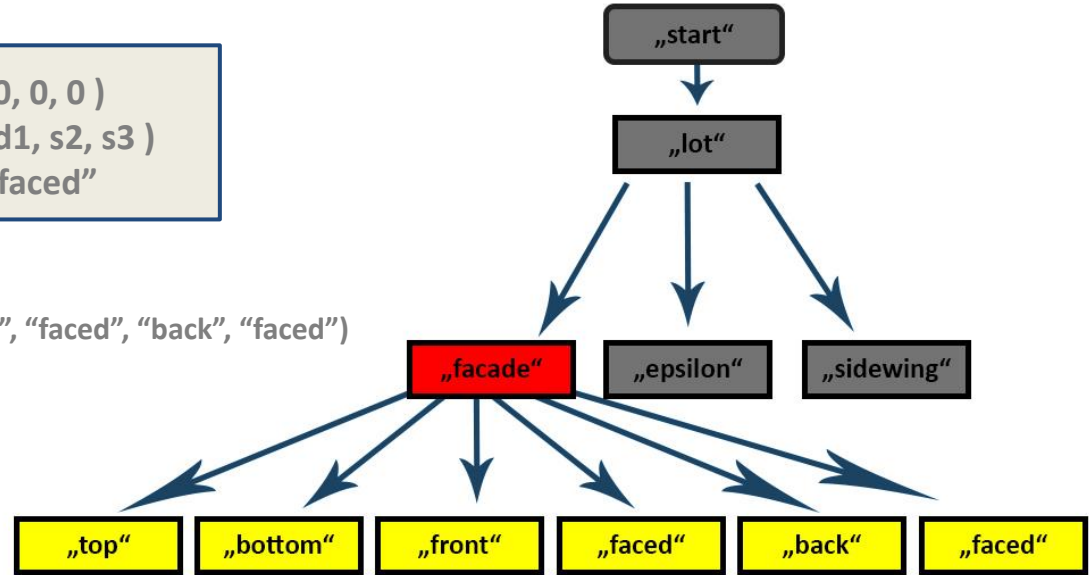 0, 0, 0 )
d1, s2, s3 )
faced”
”, “faced”, “back”, “faced”)
„start“
„lot“
„facade“
„epsilon“
„sidewing“
„top“
„bottom“
„front“
„faced“
„back“
„faced“